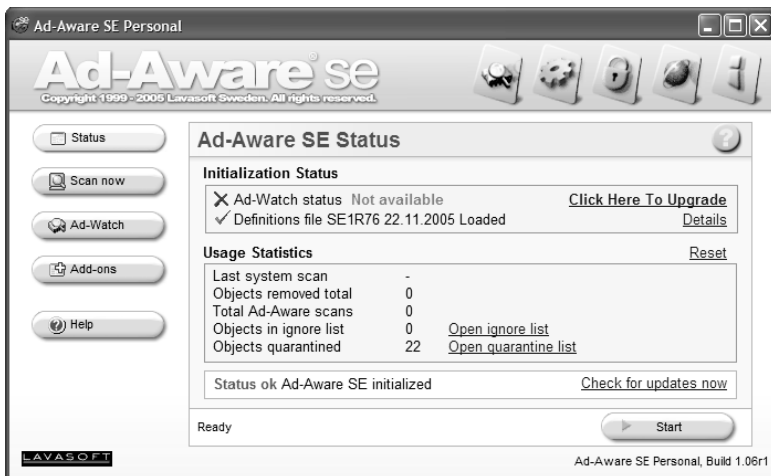 Ad-Aware SE Personal
Ad-Aware SE
Copyright 1999 - 2005 Lavasoft Sweden. All rights reserved.
Status
Scan now
Ad-Watch
Add-ons
Help
Ad-Aware SE Status
Initialization Status
Ad-Watch status Not available Click Here To Upgrade
Definitions file SE1R76 22.11.2005 Loaded Details
Usage Statistics Reset
Last system scan -
Objects removed total 0
Total Ad-Aware scans 0
Objects in ignore list 0 Open ignore list
Objects quarantined 22 Open quarantine list
Status ok Ad-Aware SE initialized Check for updates now
Ready Start
LAVASOFT
Ad-Aware SE Personal, Build 1.06r1